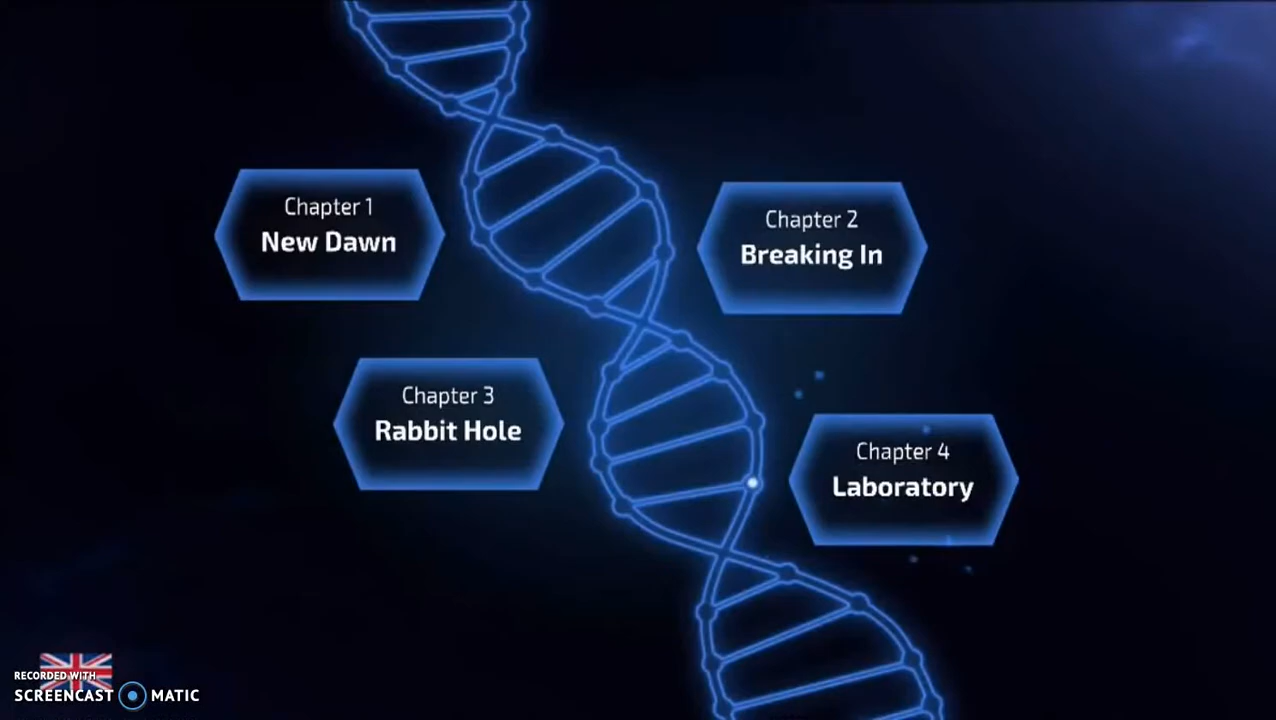 Chapter 1
New Dawn
Chapter 2
Breaking In
Chapter 3
Rabbit Hole
Chapter 4
Laboratory
RECORDED WITH
SCREENCAST MATIC